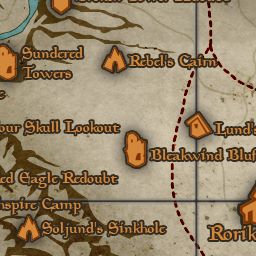 Sundered
Towers
Rebel's Cairn
our Skull Lookout
Lund's
Bleakwind Bluf
ed Eagle Redoubt
nspire Camp
Soljund's Sinkhole
Rorik